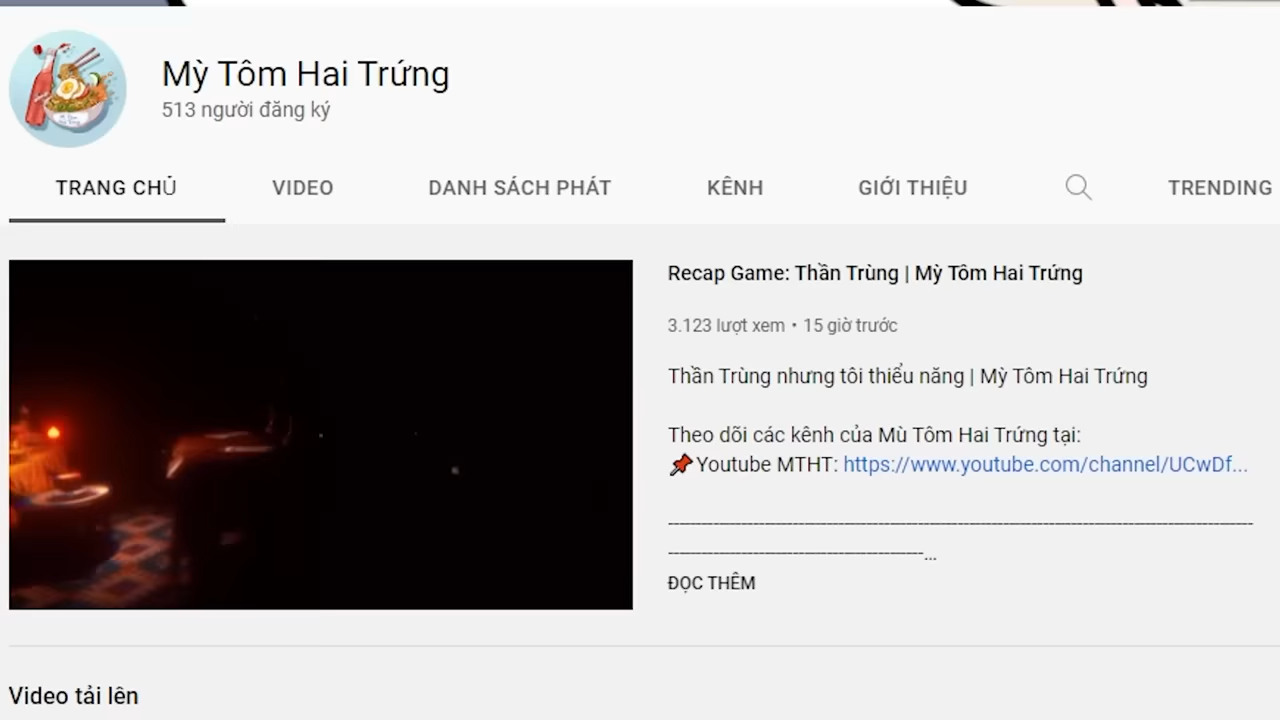 Mỳ Tôm Hai Trứng
513 người đăng ký
TRANG CHỦ VIDEO DANH SÁCH PHÁT KÊNH GIỚI THIỆU TRENDING
Recap Game: Thần Trùng | Mỳ Tôm Hai Trứng
3.123 lượt xem • 15 giờ trước
Thần Trùng nhưng tôi thiểu năng | Mỳ Tôm Hai Trứng
Theo dõi các kênh của Mù Tôm Hai Trứng tại:
📌Youtube MTHT: https://www.youtube.com/channel/UCwDf...
ĐỌC THÊM
Video tải lên